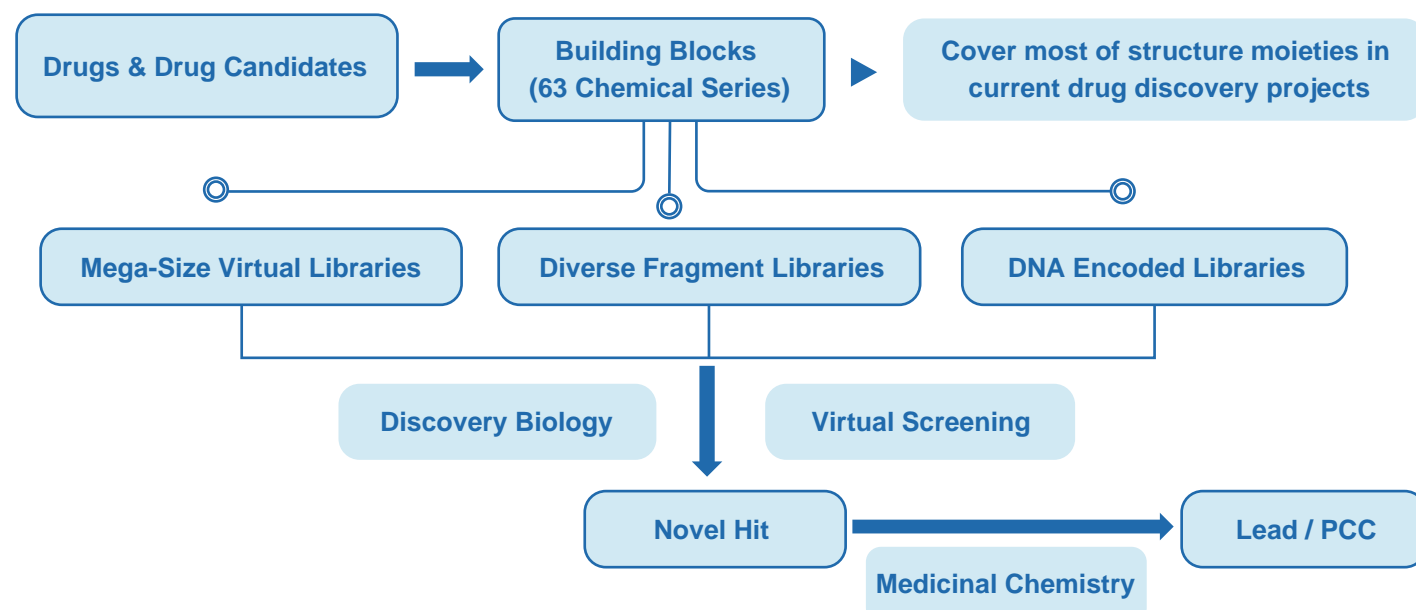 Drugs & Drug Candidates
Building Blocks
(63 Chemical Series)
Cover most of structure moieties in
current drug discovery projects
Mega-Size Virtual Libraries
Diverse Fragment Libraries
DNA Encoded Libraries
Discovery Biology
Virtual Screening
Novel Hit
Lead / PCC
Medicinal Chemistry